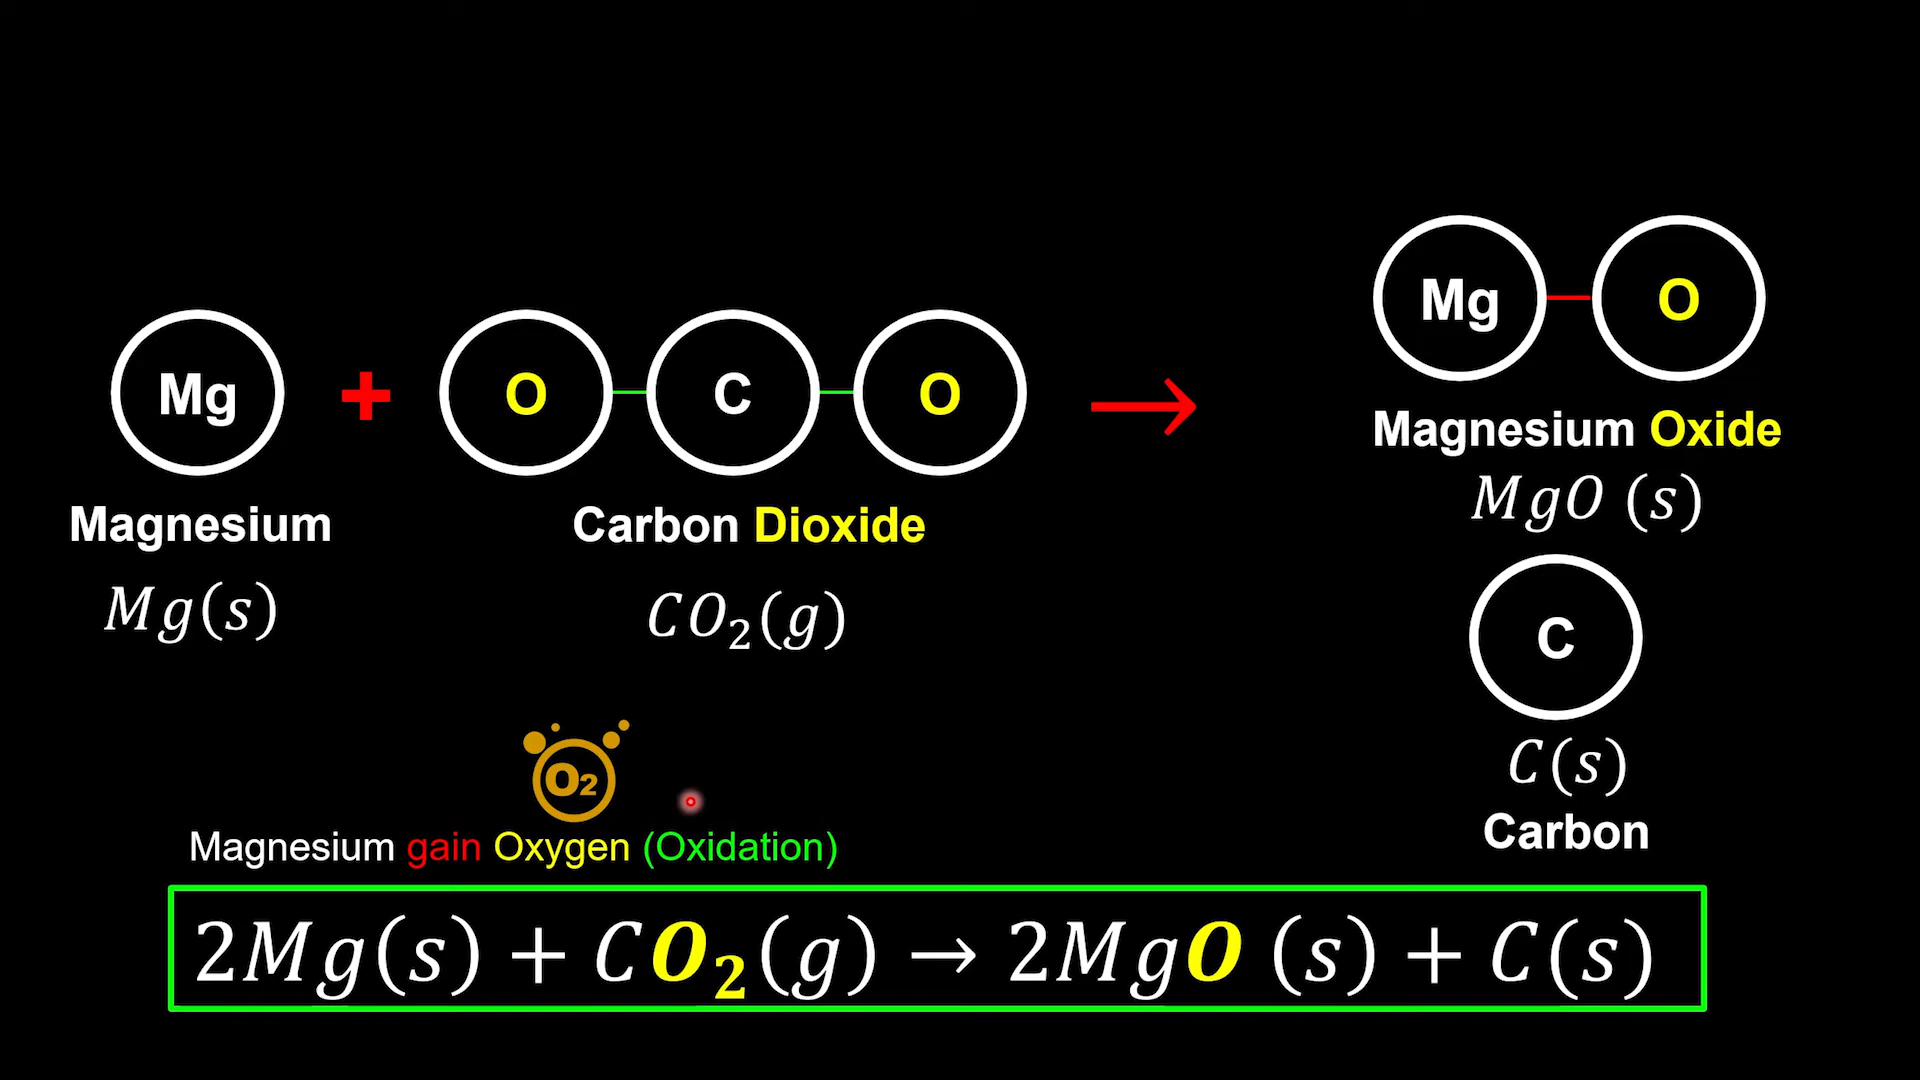 Mg + O C O → Mg O
Magnesium Carbon Dioxide Magnesium Oxide
Mg(s) CO₂(g) MgO (s)
C
C(s)
Carbon
O2
Magnesium gain Oxygen (Oxidation)
2Mg(s) + CO₂(g) → 2MgO (s) + C(s)